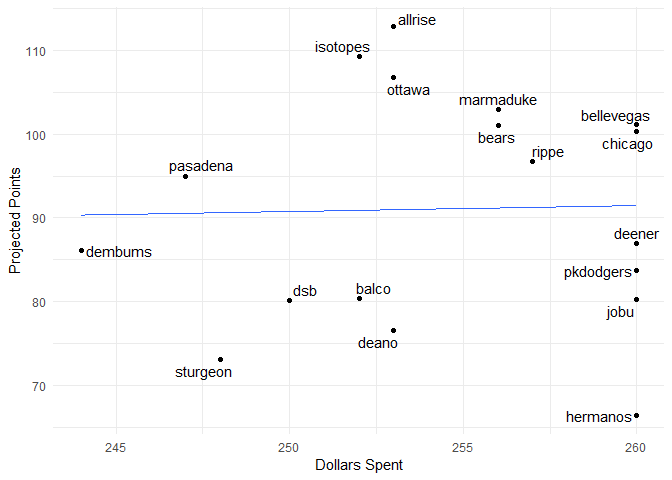 allrise
isotopes
110
ottawa
marmaduke
bellevegas
100
bears
chicago
rippe
pasadena
90
deener
dembums
pkdodgers
dsb
balco
80
jobu
deano
sturgeon
70
hermanos
245
250
255
260
Dollars Spent
Projected Points